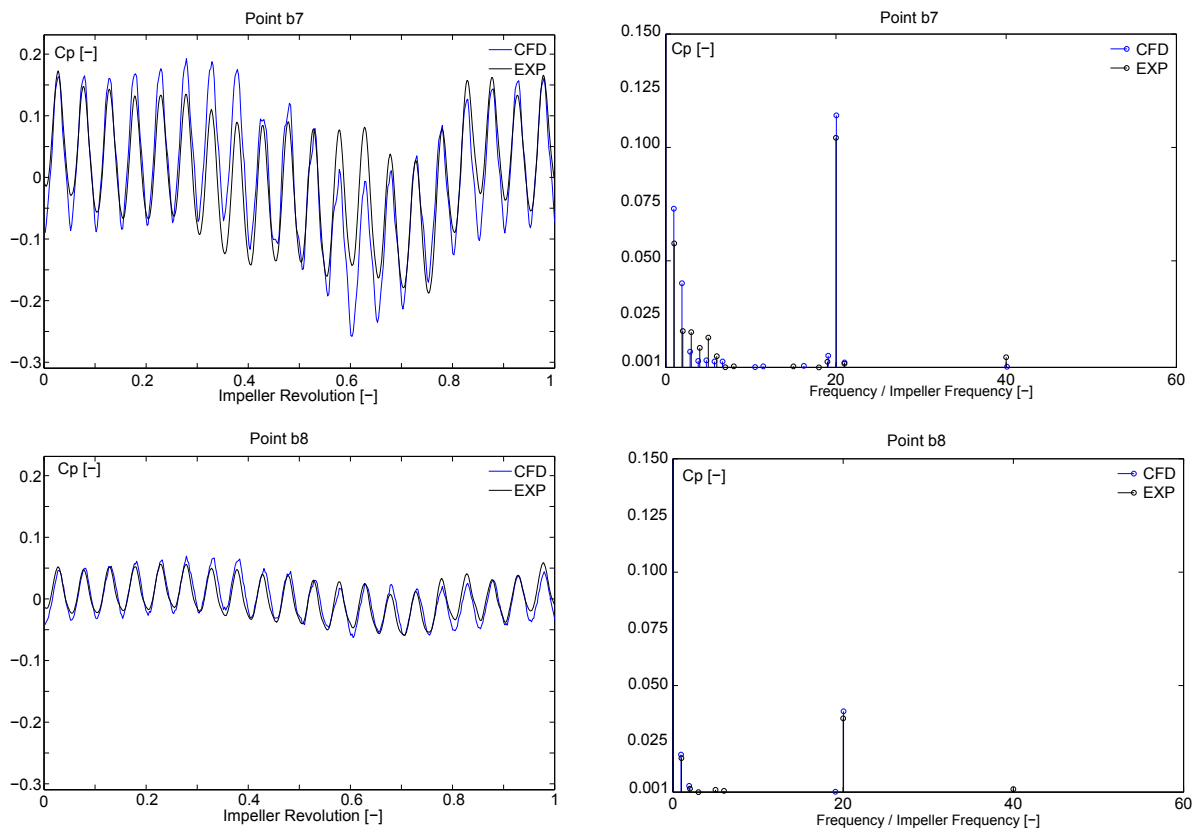 Point b7
Cp [−]
CFD
EXP
0.2
0.1
0
−0.1
−0.2
−0.3
0 0.2 0.4 0.6 0.8 1
Impeller Revolution [−]
Point b7
0.150
Cp [−]
CFD
EXP
0.125
0.100
0.075
0.050
0.025
0.001
0 20 40 60
Frequency / Impeller Frequency [−]
Point b8
Cp [−]
CFD
EXP
0.2
0.1
0
−0.1
−0.2
−0.3
0 0.2 0.4 0.6 0.8 1
Impeller Revolution [−]
Point b8
0.150
Cp [−]
CFD
EXP
0.125
0.100
0.075
0.050
0.025
0.001
0 20 40 60
Frequency / Impeller Frequency [−]